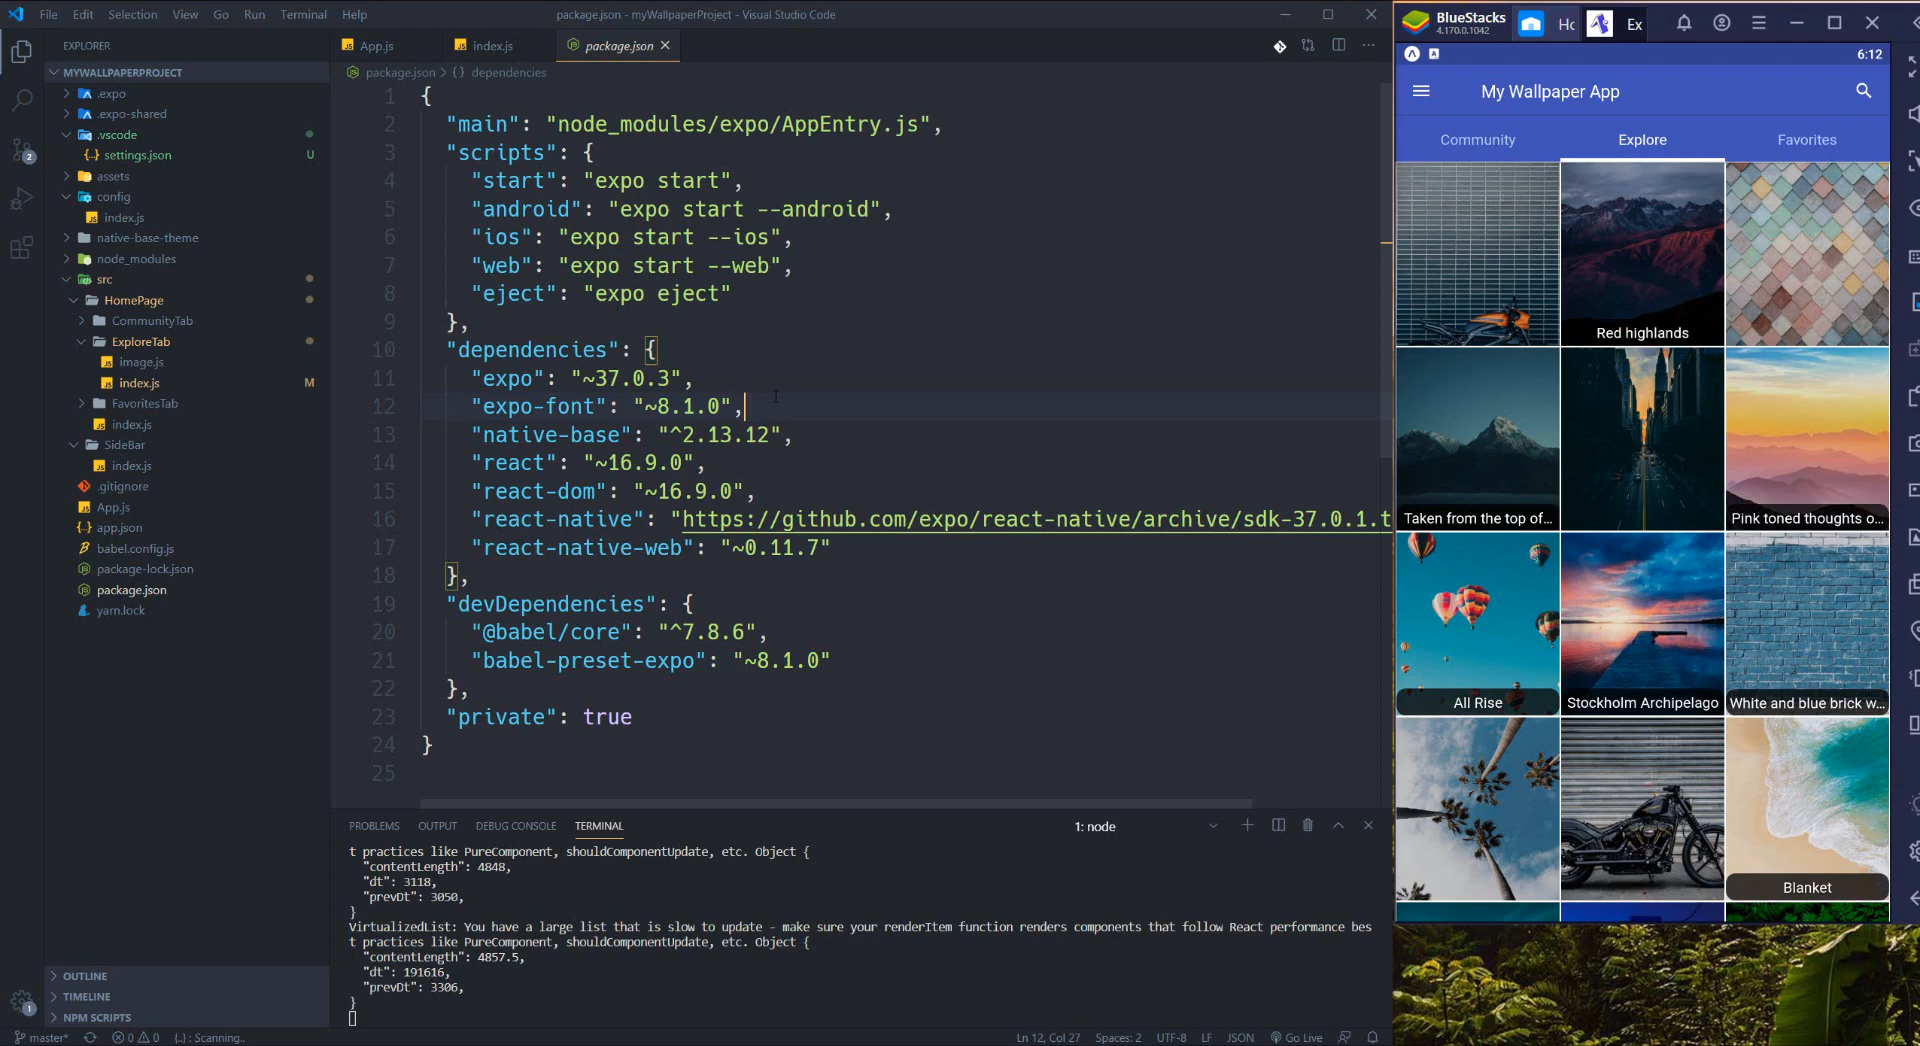 File Edit Selection View Go Run Terminal Help
package.json - myWallpaperProject - Visual Studio Code
EXPLORER
MYWALLPAPERPROJECT
.expo
.expo-shared
.vscode
settings.json U
assets
config
index.js
native-base-theme
node_modules
src
HomePage
CommunityTab
ExploreTab
image.js
index.js M
FavoritesTab
index.js
SideBar
index.js
.gitignore
App.js
app.json
babel.config.js
package-lock.json
package.json
yarn.lock
OUTLINE
TIMELINE
NPM SCRIPTS
2
1
App.js index.js package.json
package.json > {} dependencies
1 {
2 "main": "node_modules/expo/AppEntry.js",
3 "scripts": {
4 "start": "expo start",
5 "android": "expo start --android",
6 "ios": "expo start --ios",
7 "web": "expo start --web",
8 "eject": "expo eject"
9 },
10 "dependencies": {
11 "expo": "~37.0.3",
12 "expo-font": "~8.1.0",
13 "native-base": "^2.13.12",
14 "react": "~16.9.0",
15 "react-dom": "~16.9.0",
16 "react-native": "https://github.com/expo/react-native/archive/sdk-37.0.1.t
17 "react-native-web": "~0.11.7"
18 },
19 "devDependencies": {
20 "@babel/core": "^7.8.6",
21 "babel-preset-expo": "~8.1.0"
22 },
23 "private": true
24 }
25
PROBLEMS OUTPUT DEBUG CONSOLE TERMINAL
1: node
t practices like PureComponent, shouldComponentUpdate, etc. Object {
"contentLength": 4848,
"dt": 3118,
"prevDt": 3050,
}
VirtualizedList: You have a large list that is slow to update - make sure your renderItem function renders components that follow React performance bes
t practices like PureComponent, shouldComponentUpdate, etc. Object {
"contentLength": 4857.5,
"dt": 191616,
"prevDt": 3306,
}
master* 0 0 {..} : Scanning..
Ln 12, Col 27 Spaces: 2 UTF-8 LF JSON Go Live
BlueStacks
4.170.0.1042
Hc
Ex
6:12
My Wallpaper App
Community Explore Favorites
Red highlands
Taken from the top of...
Pink toned thoughts o...
All Rise
Stockholm Archipelago
White and blue brick w...
Blanket